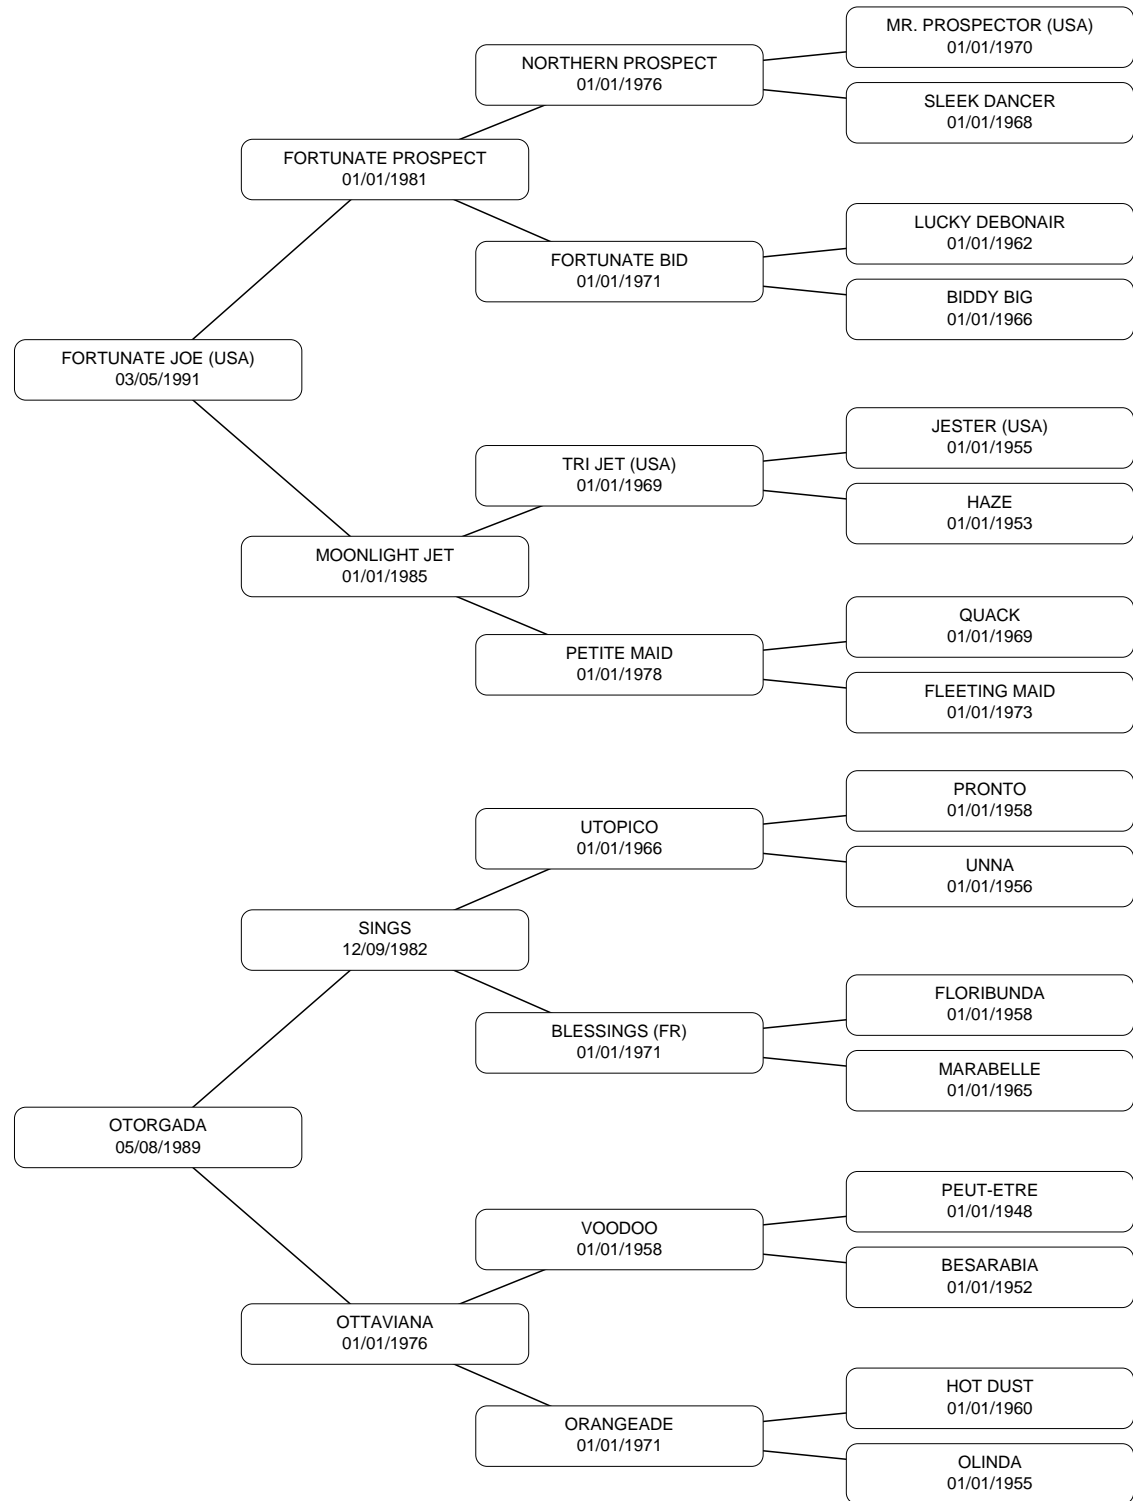 MR. PROSPECTOR (USA)
01/01/1970
NORTHERN PROSPECT
01/01/1976
SLEEK DANCER
01/01/1968
FORTUNATE PROSPECT
01/01/1981
LUCKY DEBONAIR
01/01/1962
FORTUNATE BID
01/01/1971
BIDDY BIG
01/01/1966
FORTUNATE JOE (USA)
03/05/1991
JESTER (USA)
01/01/1955
TRI JET (USA)
01/01/1969
HAZE
01/01/1953
MOONLIGHT JET
01/01/1985
QUACK
01/01/1969
PETITE MAID
01/01/1978
FLEETING MAID
01/01/1973
PRONTO
01/01/1958
UTOPICO
01/01/1966
UNNA
01/01/1956
SINGS
12/09/1982
FLORIBUNDA
01/01/1958
BLESSINGS (FR)
01/01/1971
MARABELLE
01/01/1965
OTORGADA
05/08/1989
PEUT-ETRE
01/01/1948
VOODOO
01/01/1958
BESARABIA
01/01/1952
OTTAVIANA
01/01/1976
HOT DUST
01/01/1960
ORANGEADE
01/01/1971
OLINDA
01/01/1955